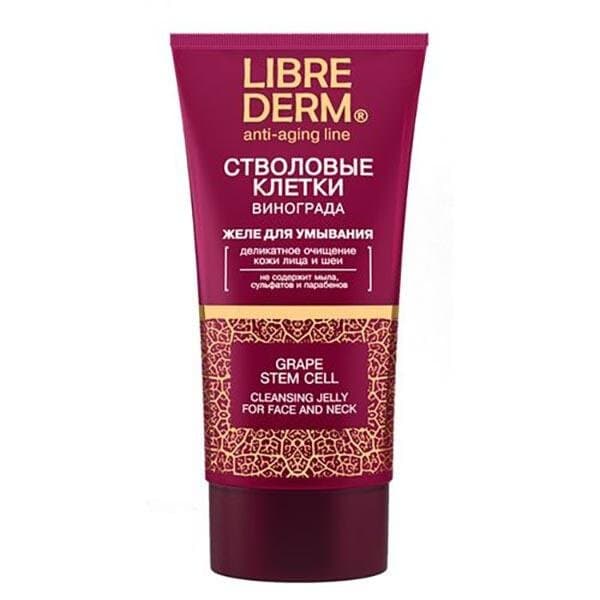 LIBRE
DERM®
anti-aging line
СТВОЛОВЫЕ
КЛЕТКИ
ВИНОГРАДА
ЖЕЛЕ ДЛЯ УМЫВАНИЯ
деликатное очищение
кожи лица и шеи
не содержит мыла,
сульфатов и парабенов
GRAPE
STEM CELL
CLEANSING JELLY
FOR FACE AND NECK